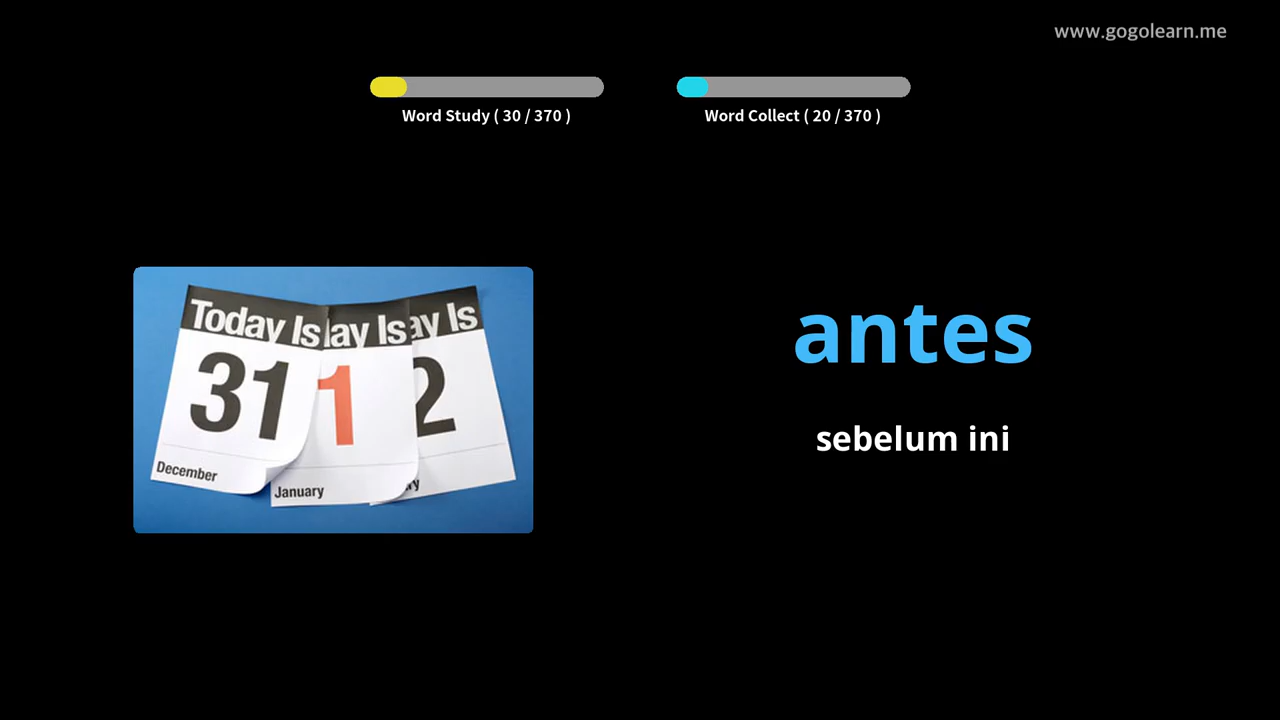 www.gogolearn.me
Word Study ( 30 / 370 )
Word Collect ( 20 / 370 )
Today Is
31
December
day Is
1
January
ay Is
2
ry
antes
sebelum ini